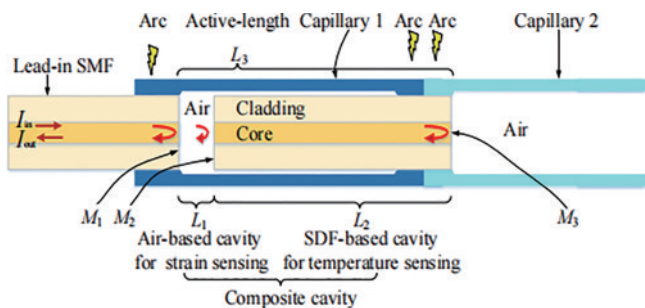 Arc Active-length Capillary 1 Arc Arc Capillary 2
L3
Lead-in SMF
Air Cladding
Iin
Core Air
Iout
M1 M2 L1 L2 M3
Air-based cavity SDF-based cavity
for strain sensing for temperature sensing
Composite cavity